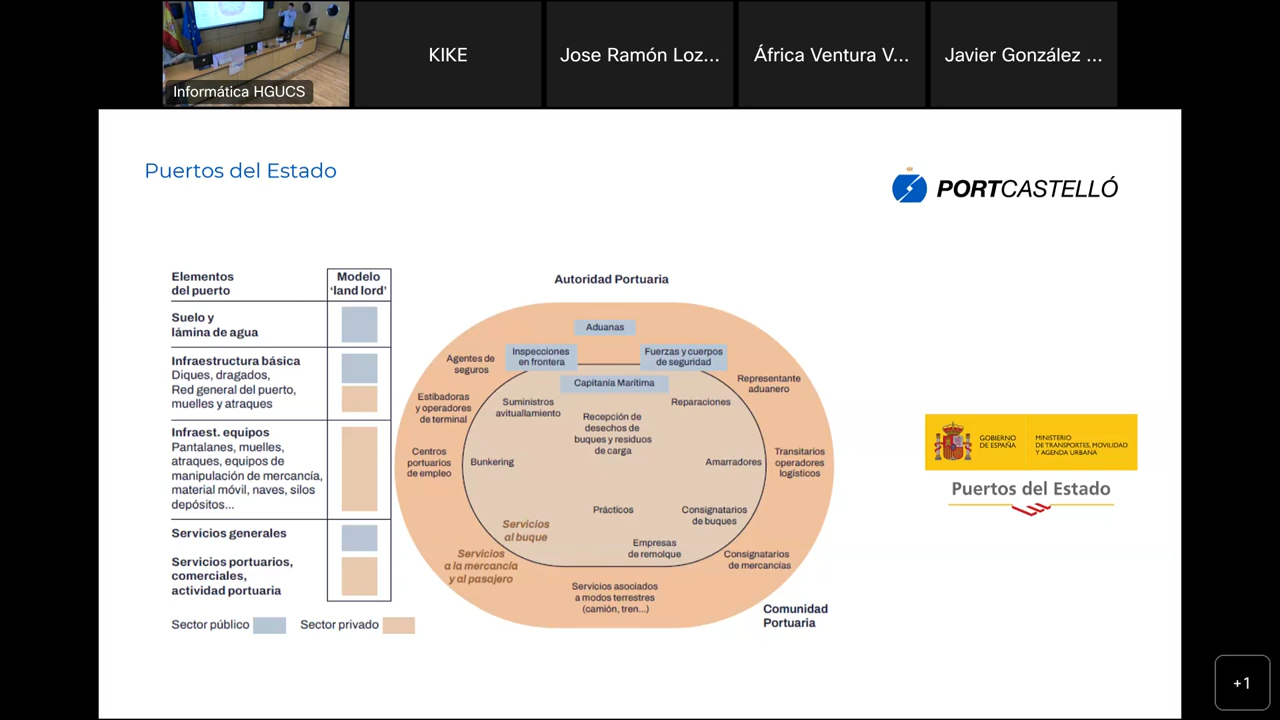 Informática HGUCS
KIKE
Jose Ramón Loz...
África Ventura V...
Javier González ...
Puertos del Estado
PORTCASTELLÓ
Elementos
del puerto
Modelo
‘land lord’
Suelo y
lámina de agua
Infraestructura básica
Diques, dragados,
Red general del puerto,
muelles y atraques
Infraest. equipos
Pantalanes, muelles,
atraques, equipos de
manipulación de mercancía,
material móvil, naves, silos
depósitos...
Servicios generales
Servicios portuarios,
comerciales,
actividad portuaria
Sector público
Sector privado
Autoridad Portuaria
Aduanas
Inspecciones
en frontera
Fuerzas y cuerpos
de seguridad
Agentes de
seguros
Capitanía Marítima
Representante
aduanero
Estibadoras
y operadores
de terminal
Suministros
avituallamiento
Recepción de
desechos de
buques y residuos
de carga
Reparaciones
Centros
portuarios
de empleo
Bunkering
Amarradores
Transitarios
operadores
logísticos
Prácticos
Consignatarios
de buques
Servicios
al buque
Empresas
de remolque
Servicios
a la mercancía
y al pasajero
Consignatarios
de mercancias
Servicios asociados
a modos terrestres
(camión, tren...)
Comunidad
Portuaria
GOBIERNO
DE ESPAÑA
MINISTERIO
DE TRANSPORTES, MOVILIDAD
Y AGENDA URBANA
Puertos del Estado
+1